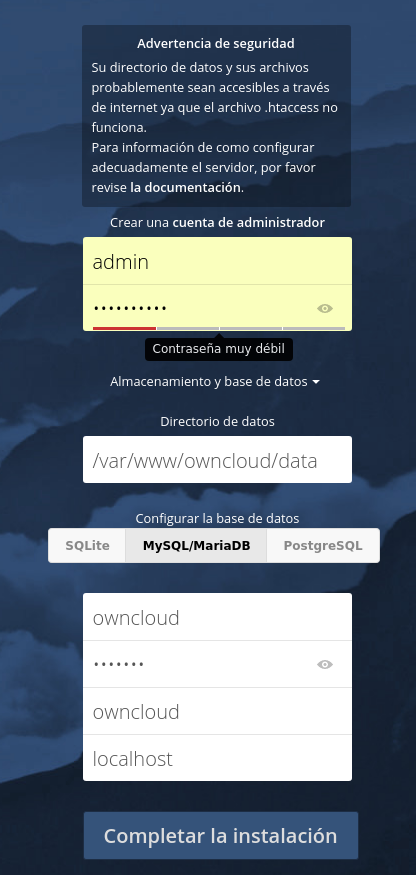 Advertencia de seguridad
Su directorio de datos y sus archivos
probablemente sean accesibles a través
de internet ya que el archivo .htaccess no
funciona.
Para información de como configurar
adecuadamente el servidor, por favor
revise la documentación.
Crear una cuenta de administrador
admin
••••••••••
Contraseña muy débil
Almacenamiento y base de datos
Directorio de datos
/var/www/owncloud/data
Configurar la base de datos
SQLite MySQL/MariaDB PostgreSQL
owncloud
•••••••
owncloud
localhost
Completar la instalación